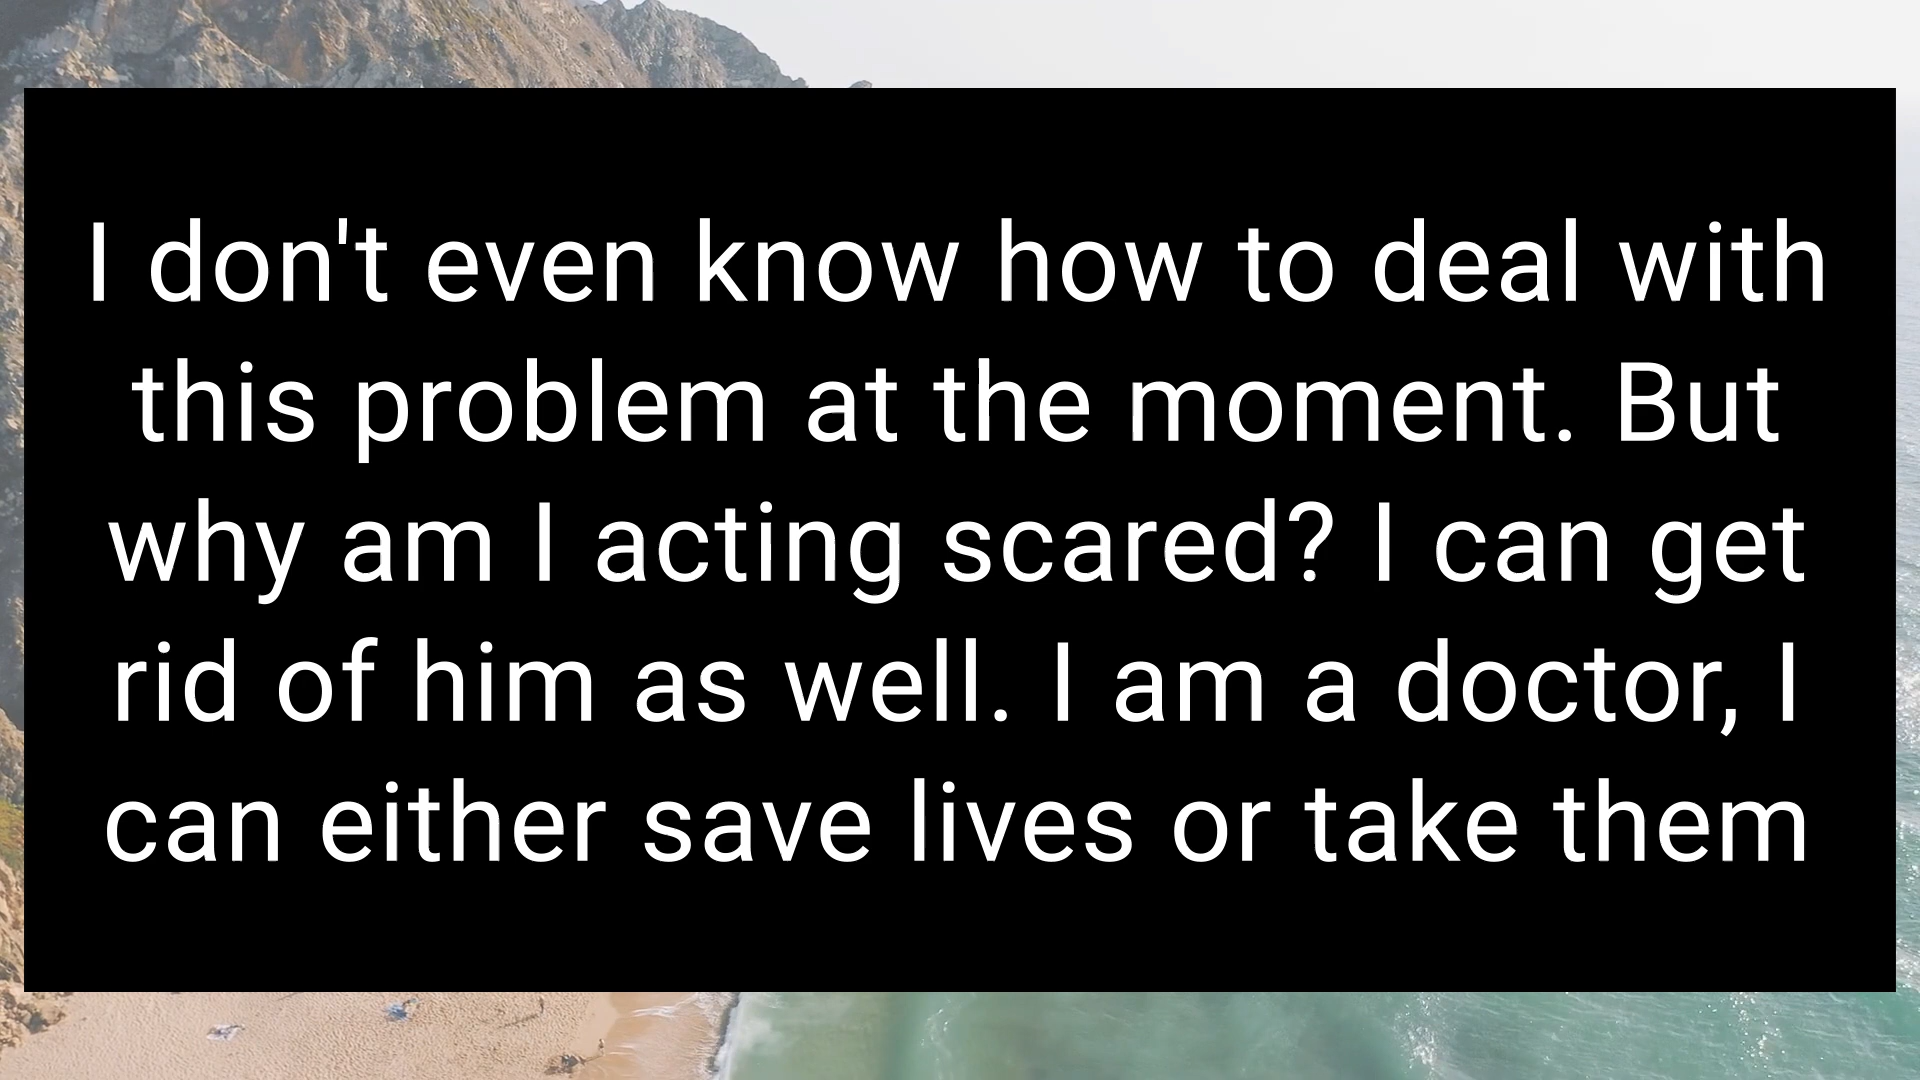 I don't even know how to deal with
this problem at the moment. But
why am I acting scared? I can get
rid of him as well. I am a doctor, I
can either save lives or take them